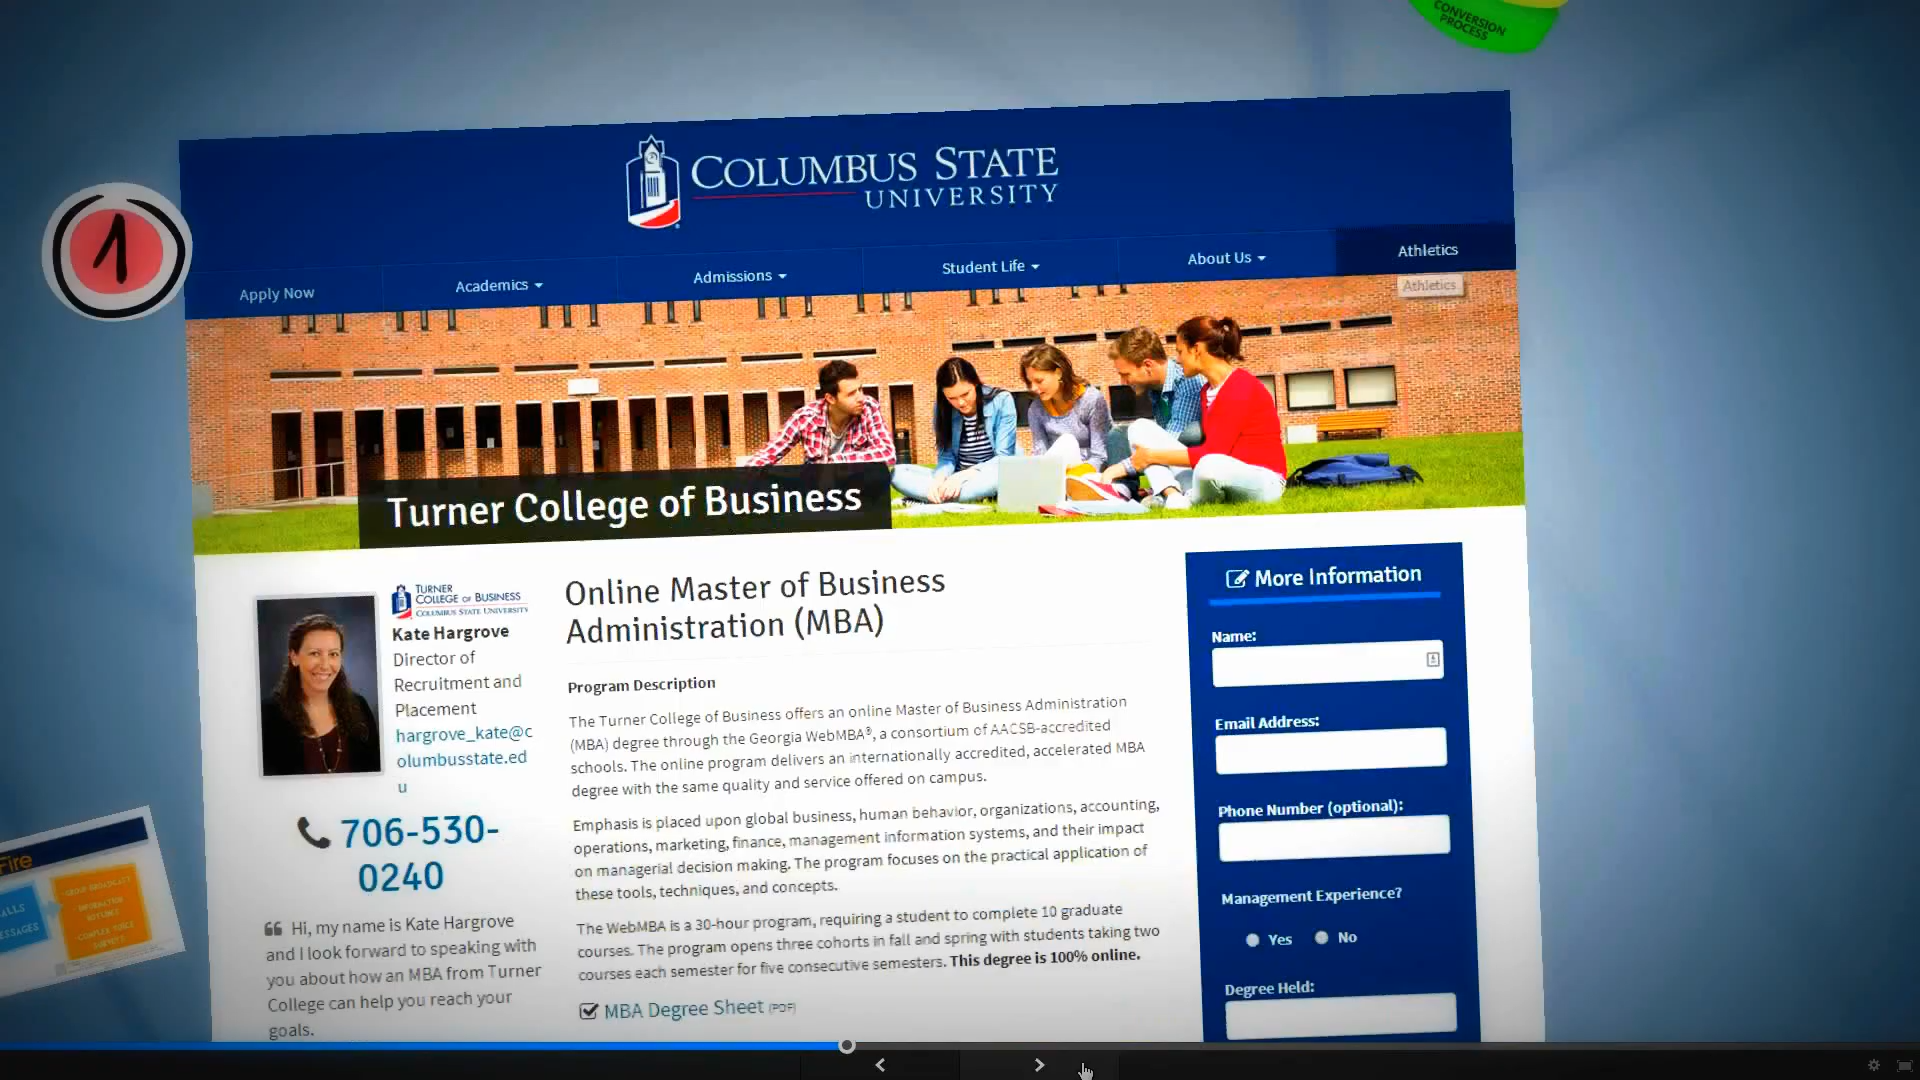 CONVERSION
PROCESS
COLUMBUS STATE
UNIVERSITY
1
Apply Now
Academics
Admissions
Student Life
About Us
Athletics
Athletics
Turner College of Business
TURNER
COLLEGE OF BUSINESS
COLUMBUS STATE UNIVERSITY
Kate Hargrove
Director of
Recruitment and
Placement
hargrove_kate@c
olumbusstate.ed
u
706-530-
0240
Hi, my name is Kate Hargrove
and I look forward to speaking with
you about how an MBA from Turner
College can help you reach your
goals.
Online Master of Business
Administration (MBA)
Program Description
The Turner College of Business offers an online Master of Business Administration
(MBA) degree through the Georgia WebMBA®, a consortium of AACSB-accredited
schools. The online program delivers an internationally accredited, accelerated MBA
degree with the same quality and service offered on campus.
Emphasis is placed upon global business, human behavior, organizations, accounting,
operations, marketing, finance, management information systems, and their impact
on managerial decision making. The program focuses on the practical application of
these tools, techniques, and concepts.
The WebMBA is a 30-hour program, requiring a student to complete 10 graduate
courses. The program opens three cohorts in fall and spring with students taking two
courses each semester for five consecutive semesters. This degree is 100% online.
MBA Degree Sheet (PDF)
More Information
Name:
Email Address:
Phone Number (optional):
Management Experience?
Yes No
Degree Held:
Fire
ALLS
ESSAGES
- GROUP BROADCAST
- INFORMATION
HOTLINES